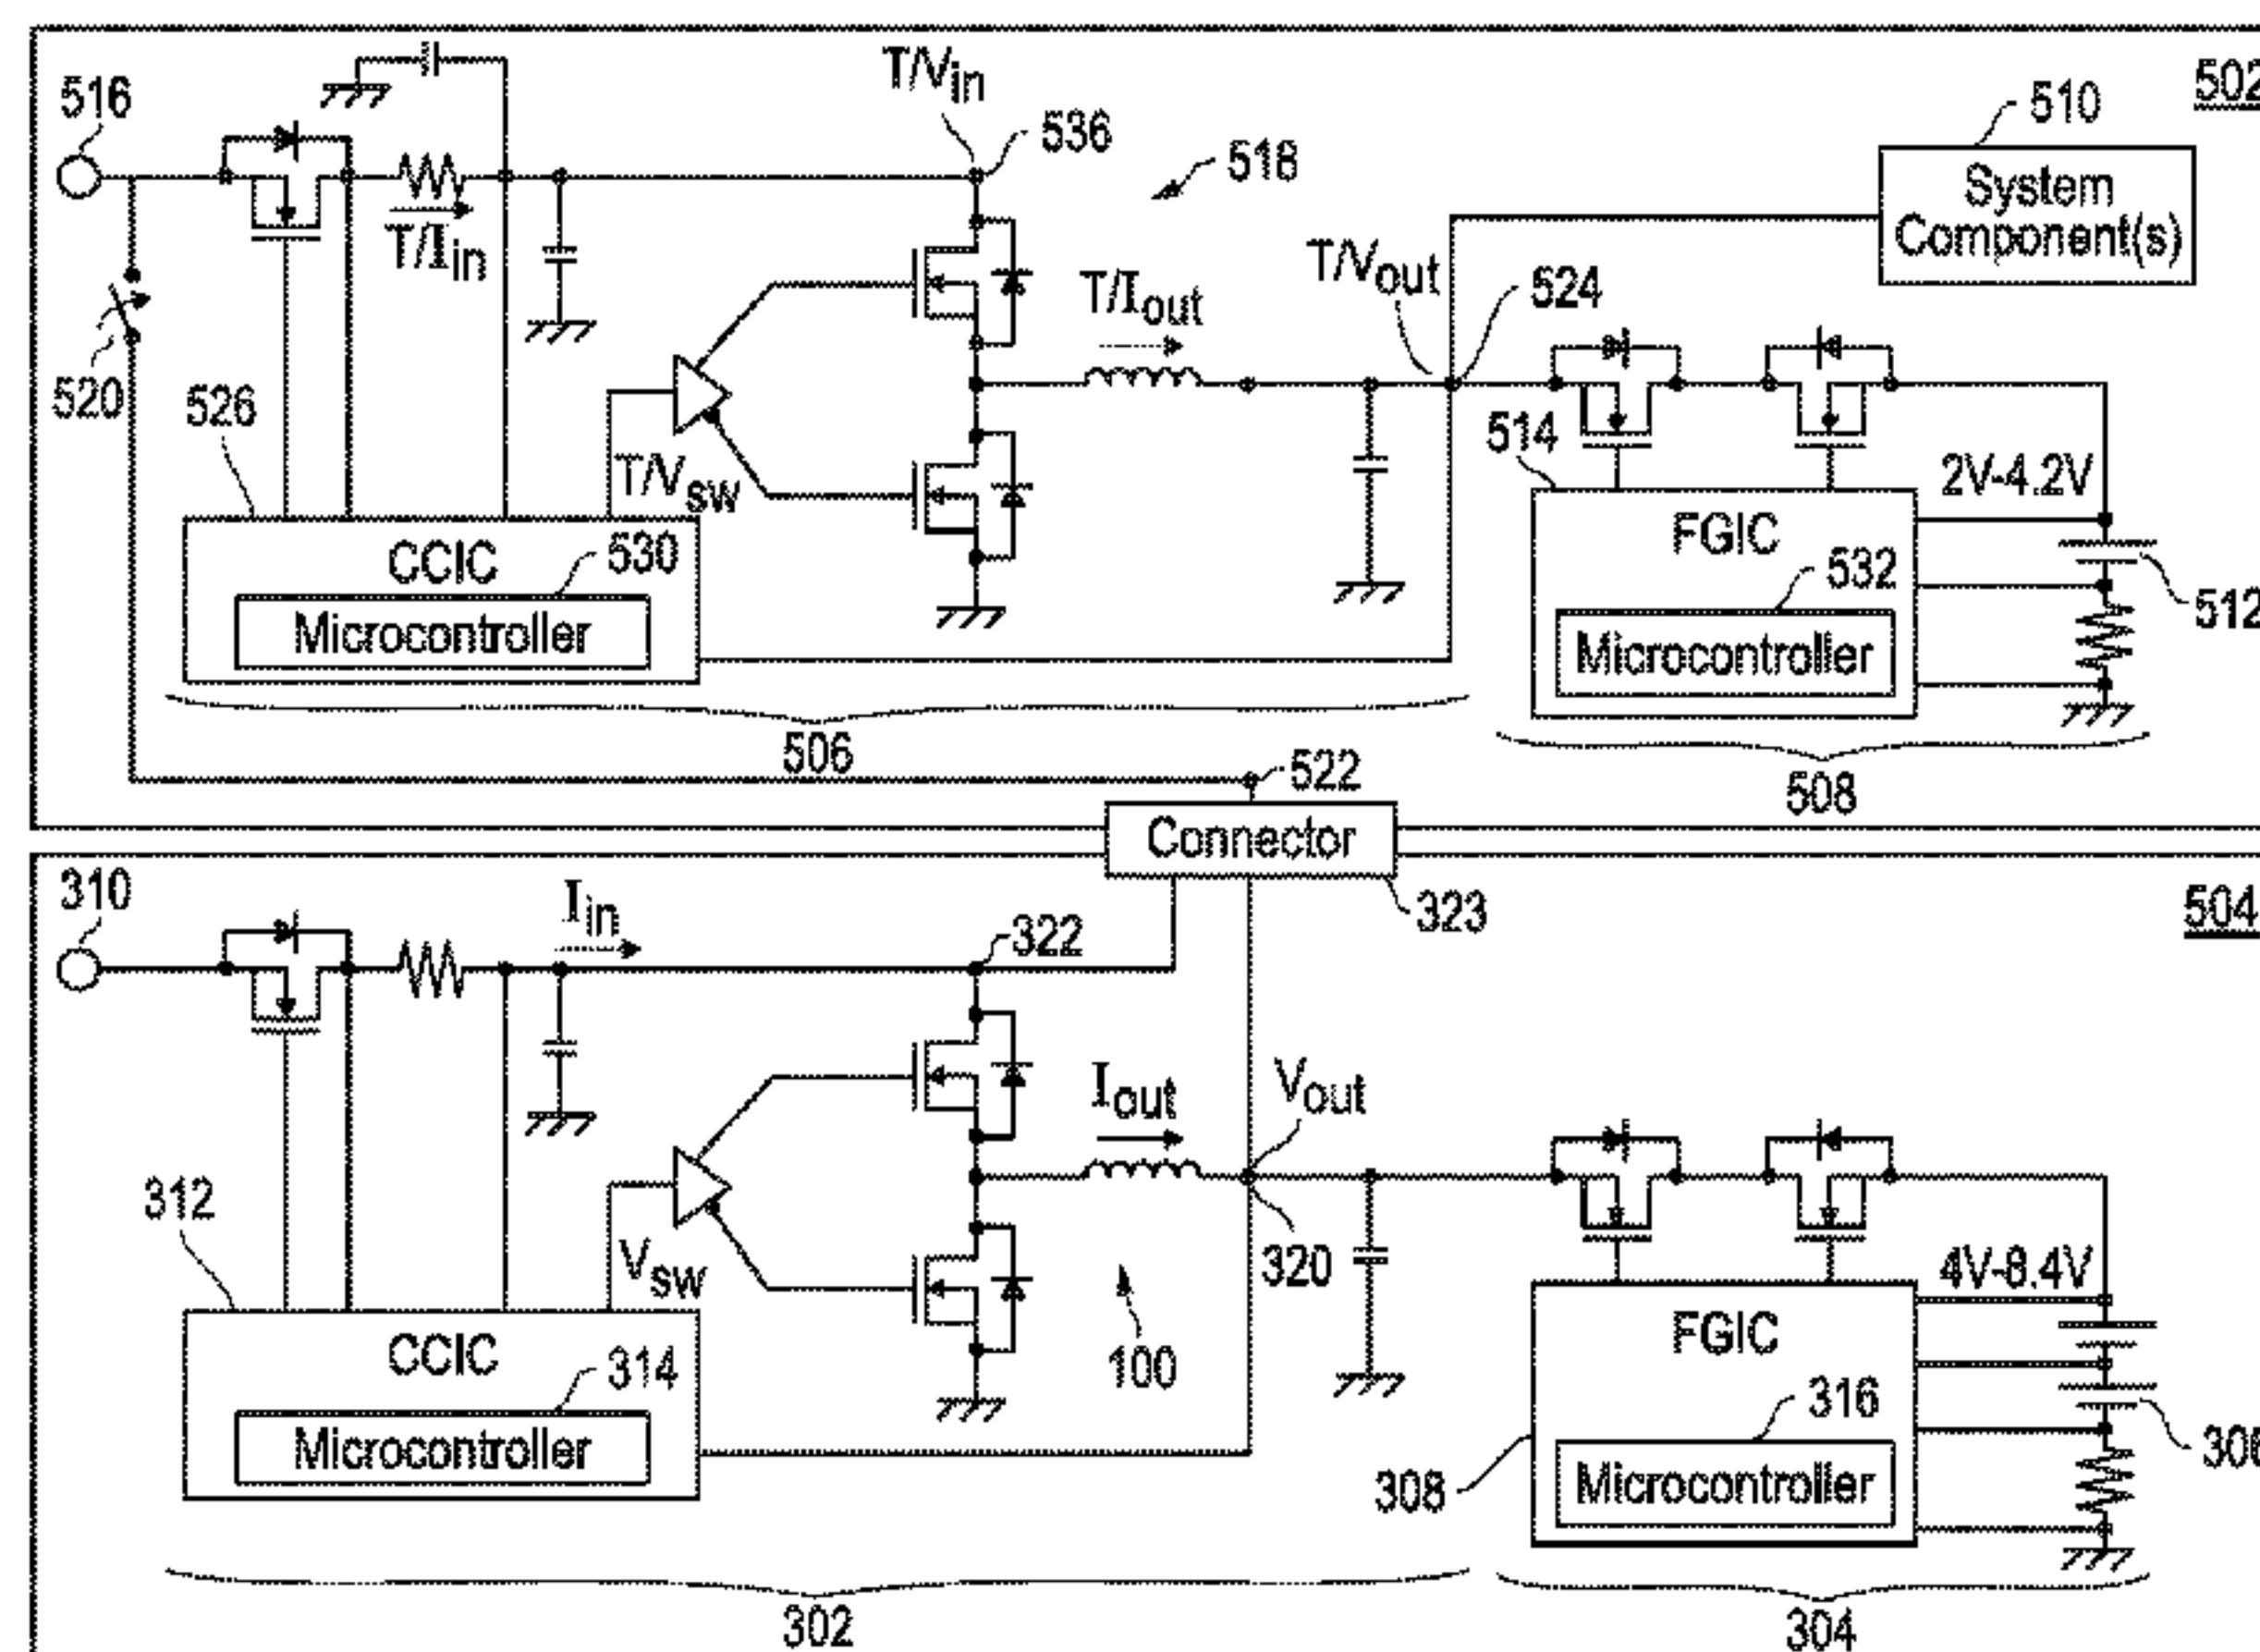 502
516
T/Vin
536
518
510
System
Component(s)
T/Iin
T/Vout
524
T/Iout
520
526
514
T/Vsw
2V-4.2V
CCIC
530
Microcontroller
FGIC
532
Microcontroller
512
506
522
508
Connector
310
Iin
322
323
504
Iout
Vout
312
Vsw
320
4V-8.4V
CCIC
314
Microcontroller
100
FGIC
316
Microcontroller
308
306
302
304